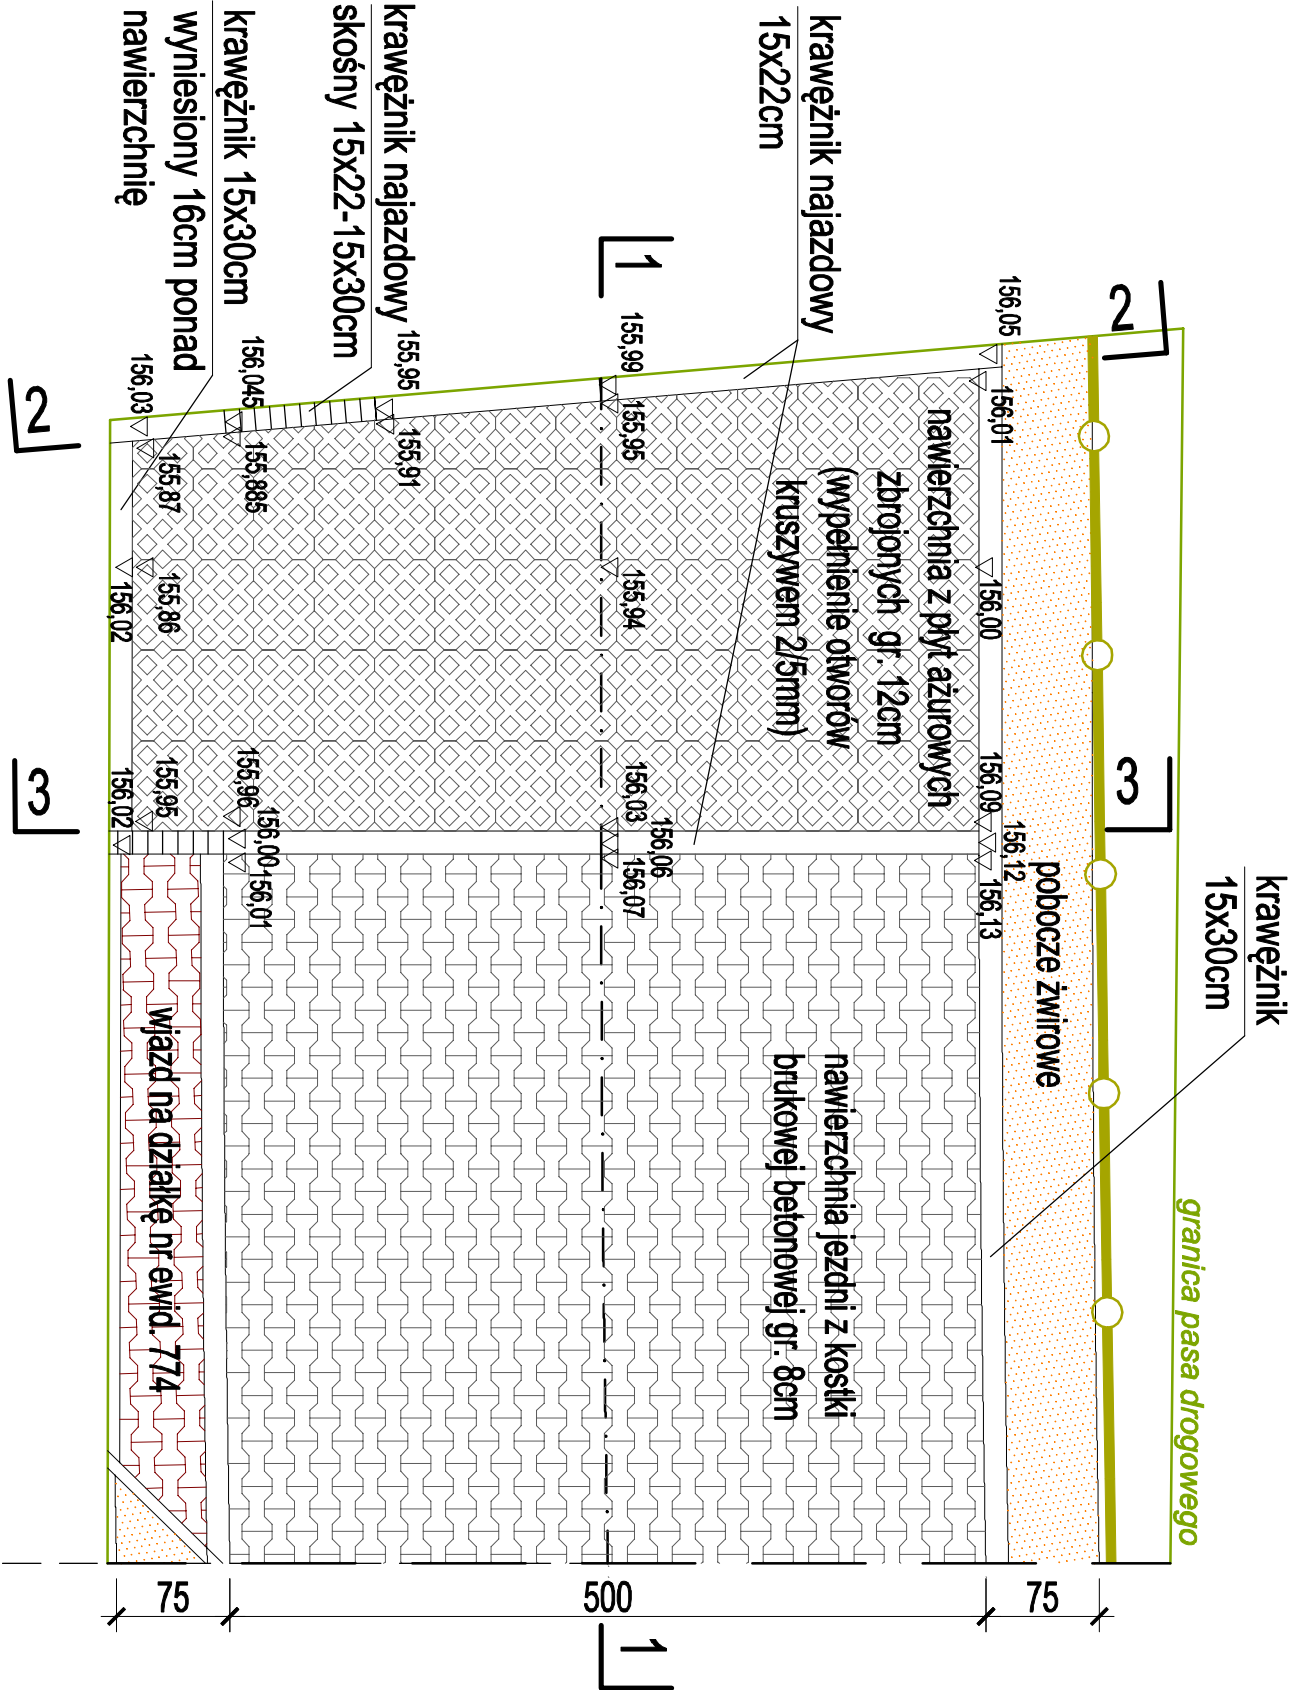 krawężnik
15x30cm
granica pasa drogowego
2
3
pobocze żwirowe
156,05
156,01
156,00
156,09
156,12
156,13
nawierzchnia z płyt ażurowych
zbrojonych gr. 12cm
(wypełnienie otworów
kruszywem 2/5mm)
krawężnik najazdowy
15x22cm
nawierzchnia jezdni z kostki
brukowej betonowej gr. 8cm
1
155,99
155,95
155,94
156,03
156,06
156,07
1
krawężnik najazdowy
skośny 15x22-15x30cm
155,95
155,91
krawężnik 15x30cm
wyniesiony 16cm ponad
nawierzchnię
156,045
155,885
155,96
156,00
156,01
156,03
155,87
155,86
156,02
155,95
156,02
wjazd na działkę nr ewid. 774
2
3
75
500
75